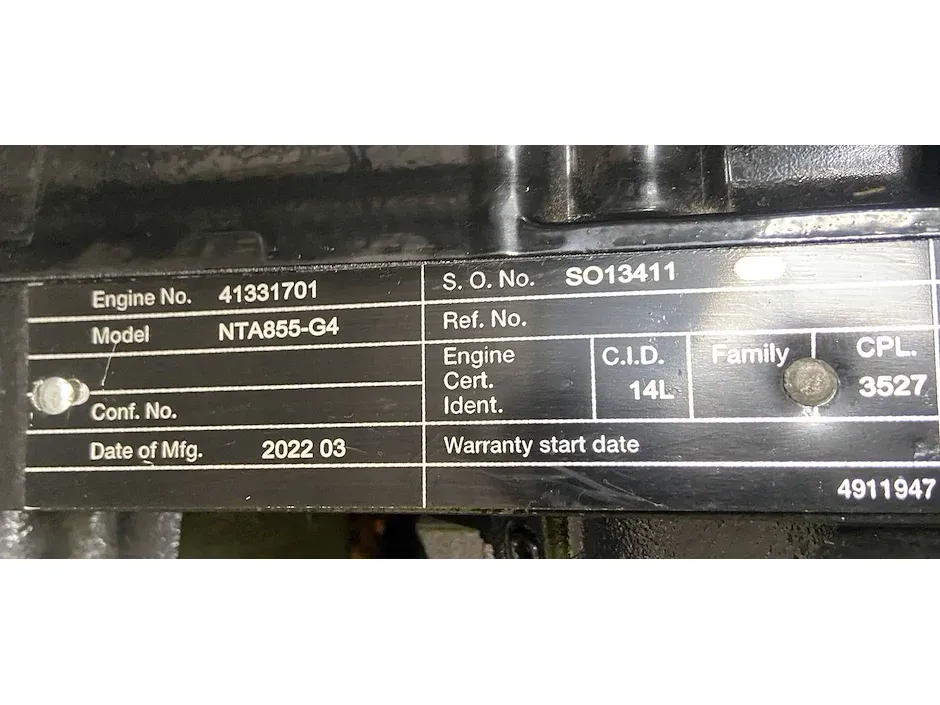 Engine No. 41331701
Model NTA855-G4
Conf. No.
Date of Mfg. 2022 03
S. O. No. SO13411
Ref. No.
Engine Cert. Ident.
C.I.D. 14L
Family
CPL. 3527
Warranty start date
4911947